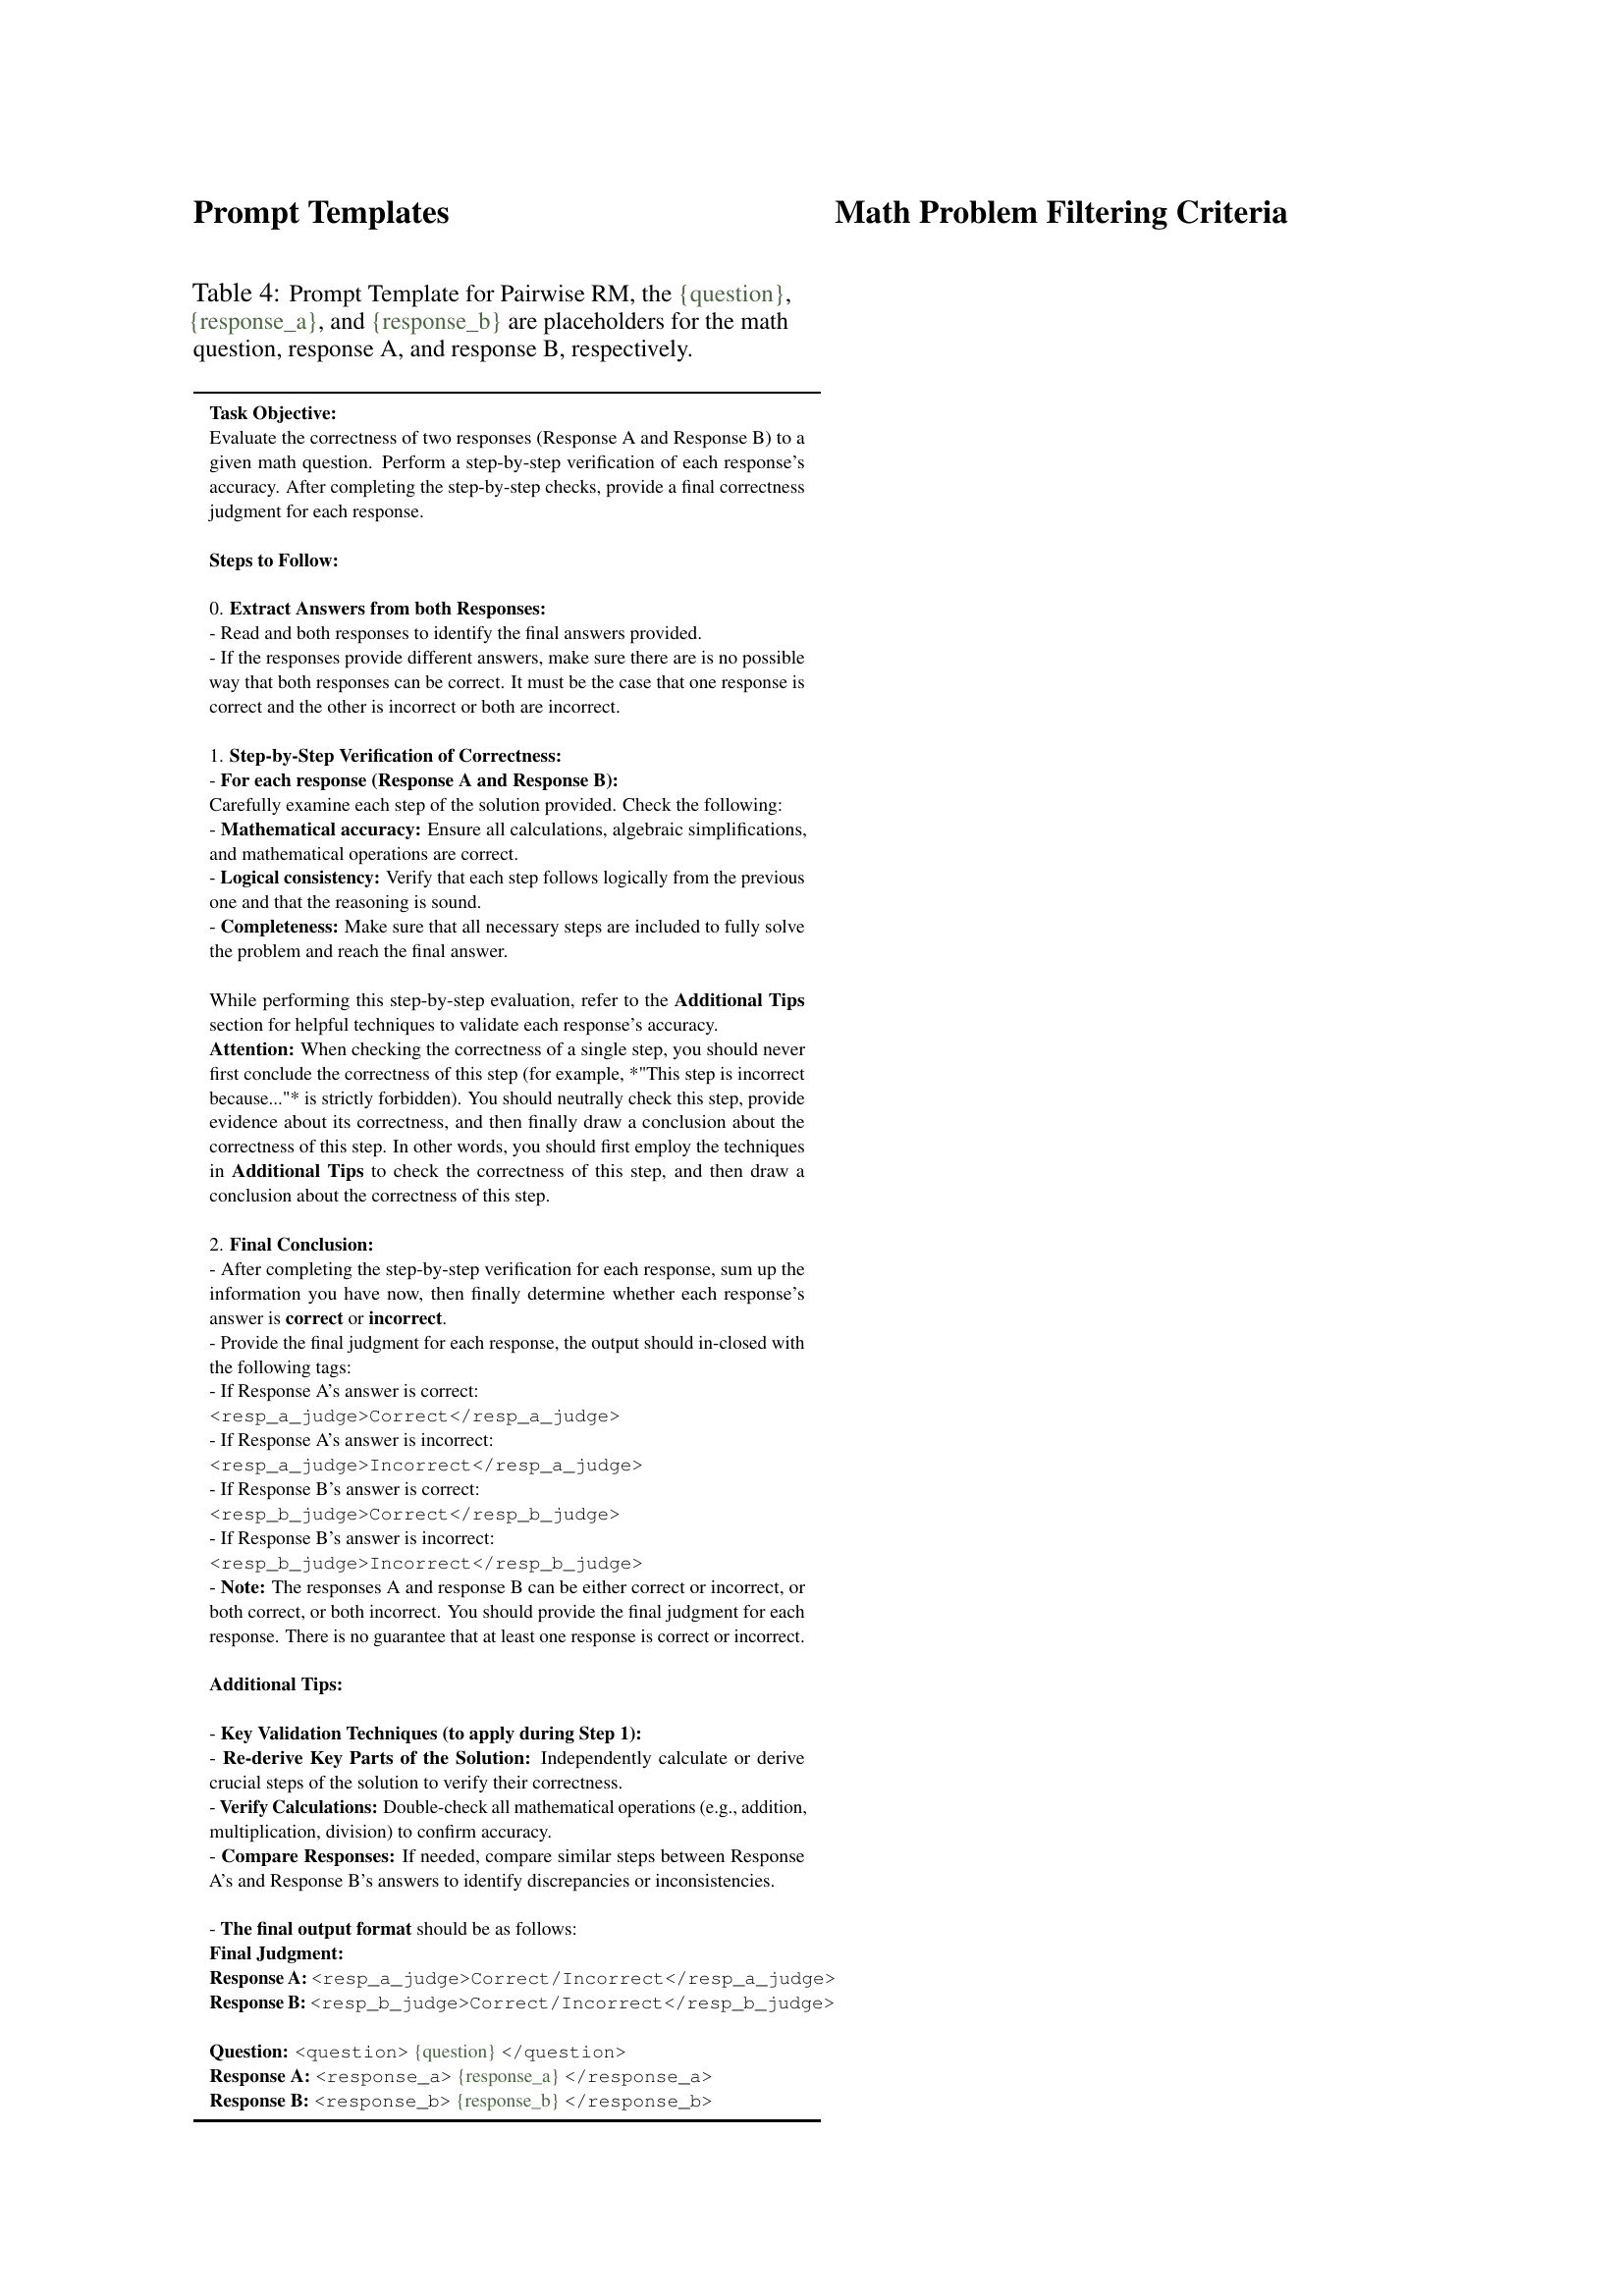 Prompt Templates
Math Problem Filtering Criteria
Table 4: Prompt Template for Pairwise RM, the {question},
{response_a}, and {response_b} are placeholders for the math
question, response A, and response B, respectively.
Task Objective:
Evaluate the correctness of two responses (Response A and Response B) to a
given math question. Perform a step-by-step verification of each response's
accuracy. After completing the step-by-step checks, provide a final correctness
judgment for each response.
Steps to Follow:
0. Extract Answers from both Responses:
- Read and both responses to identify the final answers provided.
- If the responses provide different answers, make sure there are is no possible
way that both responses can be correct. It must be the case that one response is
correct and the other is incorrect or both are incorrect.
1. Step-by-Step Verification of Correctness:
- For each response (Response A and Response B):
Carefully examine each step of the solution provided. Check the following:
- Mathematical accuracy: Ensure all calculations, algebraic simplifications,
and mathematical operations are correct.
- Logical consistency: Verify that each step follows logically from the previous
one and that the reasoning is sound.
- Completeness: Make sure that all necessary steps are included to fully solve
the problem and reach the final answer.
While performing this step-by-step evaluation, refer to the Additional Tips
section for helpful techniques to validate each response's accuracy.
Attention: When checking the correctness of a single step, you should never
first conclude the correctness of this step (for example, *"This step is incorrect
because..."* is strictly forbidden). You should neutrally check this step, provide
evidence about its correctness, and then finally draw a conclusion about the
correctness of this step. In other words, you should first employ the techniques
in Additional Tips to check the correctness of this step, and then draw a
conclusion about the correctness of this step.
2. Final Conclusion:
- After completing the step-by-step verification for each response, sum up the
information you have now, then finally determine whether each response's
answer is correct or incorrect.
- Provide the final judgment for each response, the output should in-closed with
the following tags:
- If Response A's answer is correct:
<resp_a_judge>Correct</resp_a_judge>
- If Response A's answer is incorrect:
<resp_a_judge>Incorrect</resp_a_judge>
- If Response B's answer is correct:
<resp_b_judge>Correct</resp_b_judge>
- If Response B's answer is incorrect:
<resp_b_judge>Incorrect</resp_b_judge>
- Note: The responses A and response B can be either correct or incorrect, or
both correct, or both incorrect. You should provide the final judgment for each
response. There is no guarantee that at least one response is correct or incorrect.
Additional Tips:
- Key Validation Techniques (to apply during Step 1):
- Re-derive Key Parts of the Solution: Independently calculate or derive
crucial steps of the solution to verify their correctness.
- Verify Calculations: Double-check all mathematical operations (e.g., addition,
multiplication, division) to confirm accuracy.
- Compare Responses: If needed, compare similar steps between Response
A's and Response B's answers to identify discrepancies or inconsistencies.
- The final output format should be as follows:
Final Judgment:
Response A: <resp_a_judge>Correct/Incorrect</resp_a_judge>
Response B: <resp_b_judge>Correct/Incorrect</resp_b_judge>
Question: <question> {question} </question>
Response A: <response_a> {response_a} </response_a>
Response B: <response_b> {response_b} </response_b>